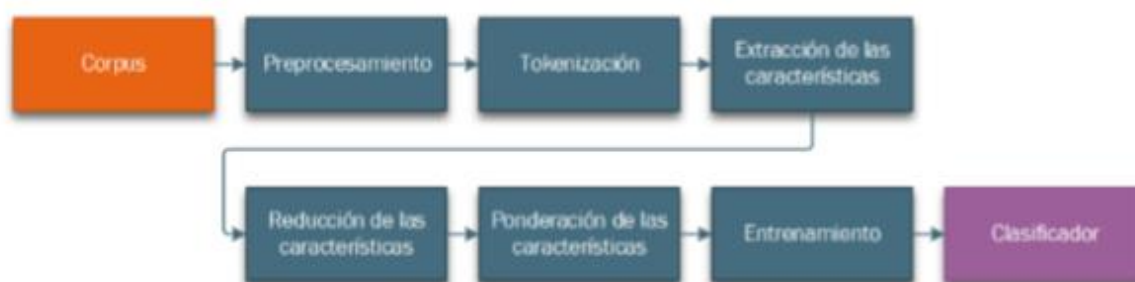 Corpus
Preprocesamiento
Tokenización
Extracción de las
características
Reducción de las
características
Ponderación de las
características
Entrenamiento
Clasificador